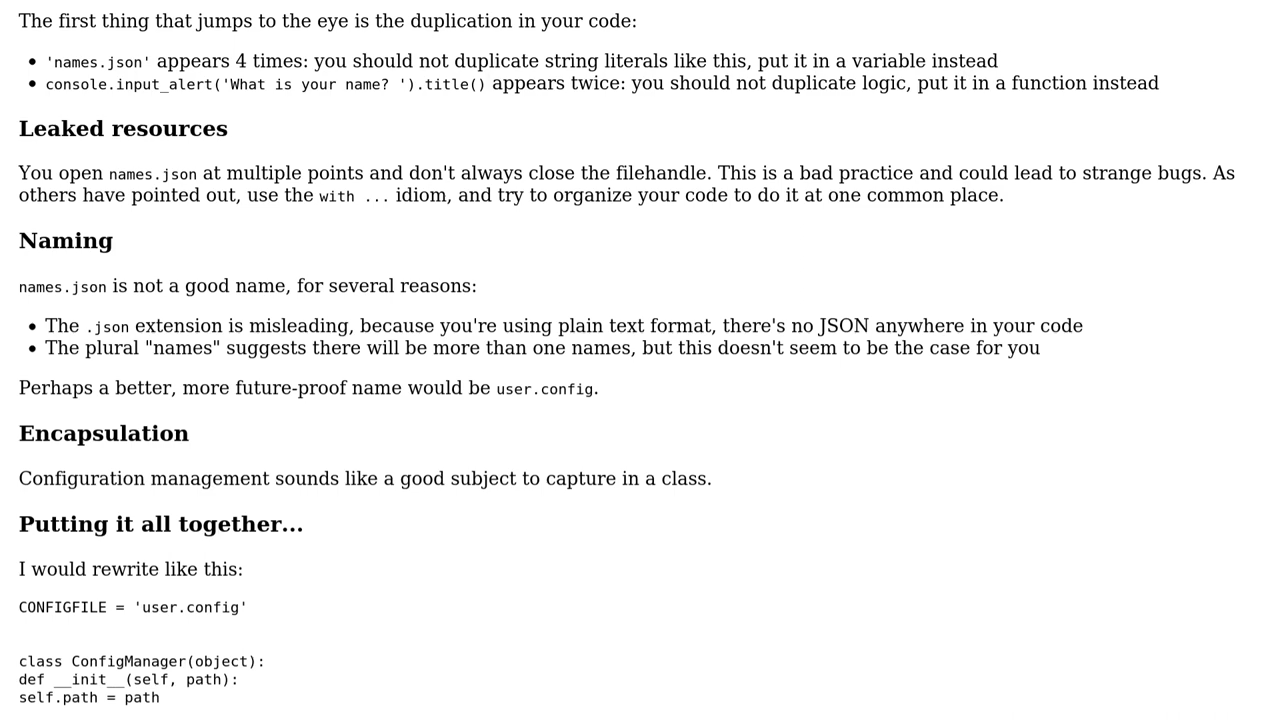 The first thing that jumps to the eye is the duplication in your code:
• 'names.json' appears 4 times: you should not duplicate string literals like this, put it in a variable instead
• console.input_alert('What is your name? ').title() appears twice: you should not duplicate logic, put it in a function instead
Leaked resources
You open names.json at multiple points and don't always close the filehandle. This is a bad practice and could lead to strange bugs. As
others have pointed out, use the with ... idiom, and try to organize your code to do it at one common place.
Naming
names.json is not a good name, for several reasons:
• The .json extension is misleading, because you're using plain text format, there's no JSON anywhere in your code
• The plural "names" suggests there will be more than one names, but this doesn't seem to be the case for you
Perhaps a better, more future-proof name would be user.config.
Encapsulation
Configuration management sounds like a good subject to capture in a class.
Putting it all together...
I would rewrite like this:
CONFIGFILE = 'user.config'
class ConfigManager(object):
def __init__(self, path):
self.path = path